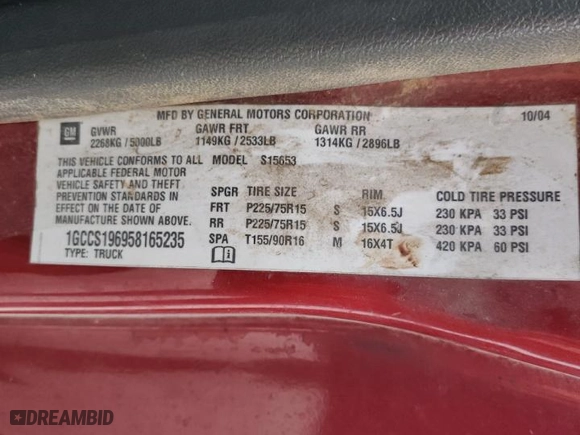 MFD BY GENERAL MOTORS CORPORATION 10/04
GM
GVWR GAWR FRT GAWR RR
2268KG / 5000LB 1149KG / 2533LB 1314KG / 2896LB
THIS VEHICLE CONFORMS TO ALL MODEL S15653
APPLICABLE FEDERAL MOTOR
VEHICLE SAFETY AND THEFT
PREVENTION STANDARDS IN
EFFECT ON THE DATE OF
MANUFACTURE SHOWN ABOVE.
1GCCS196958165235
TYPE: TRUCK
SPGR TIRE SIZE RIM COLD TIRE PRESSURE
FRT P225/75R15 S 15X6.5J 230 KPA 33 PSI
RR P225/75R15 S 15X6.5J 230 KPA 33 PSI
SPA T155/90R16 M 16X4T 420 KPA 60 PSI
DREAMBID